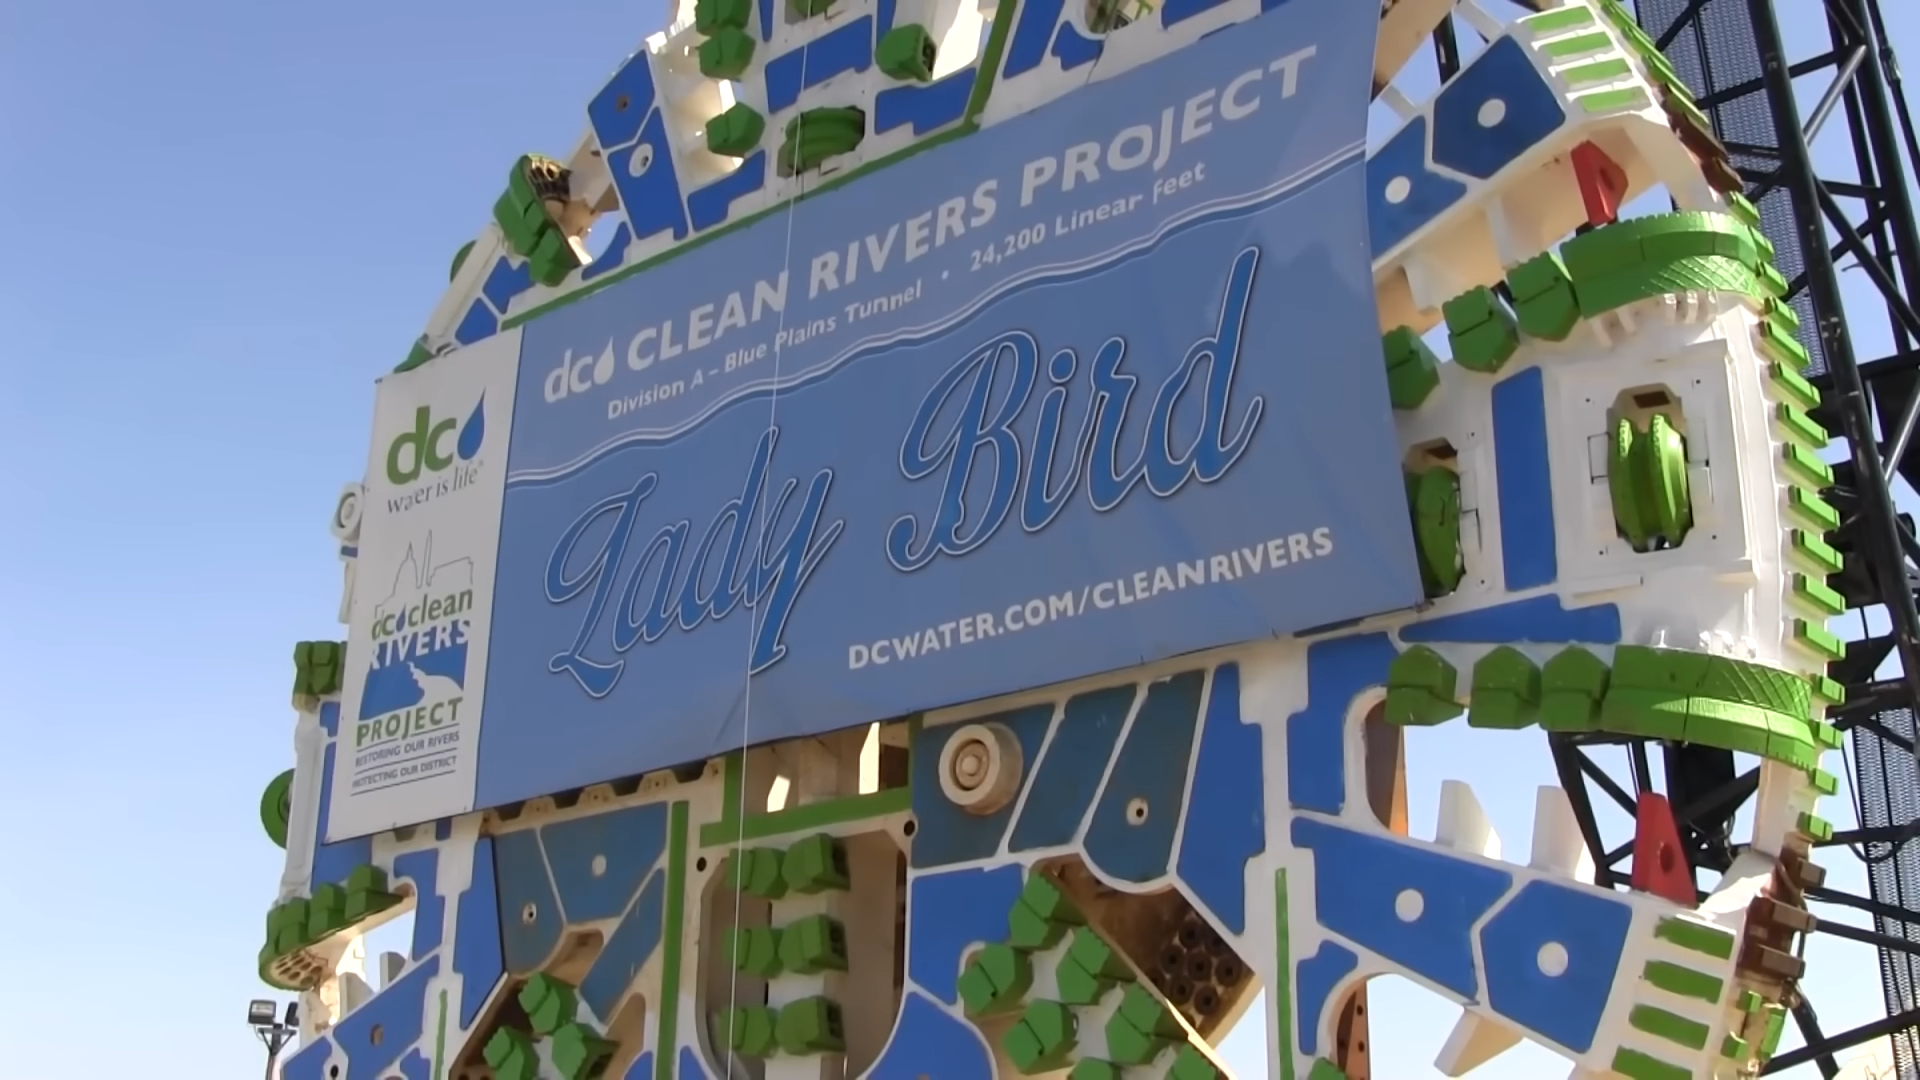 dc CLEAN RIVERS PROJECT
Division A – Blue Plains Tunnel • 24,200 Linear Feet
Lady Bird
DCWATER.COM/CLEANRIVERS
dc
water is life®
dc clean
RIVERS
PROJECT
RESTORING OUR RIVERS
PROTECTING OUR DISTRICT